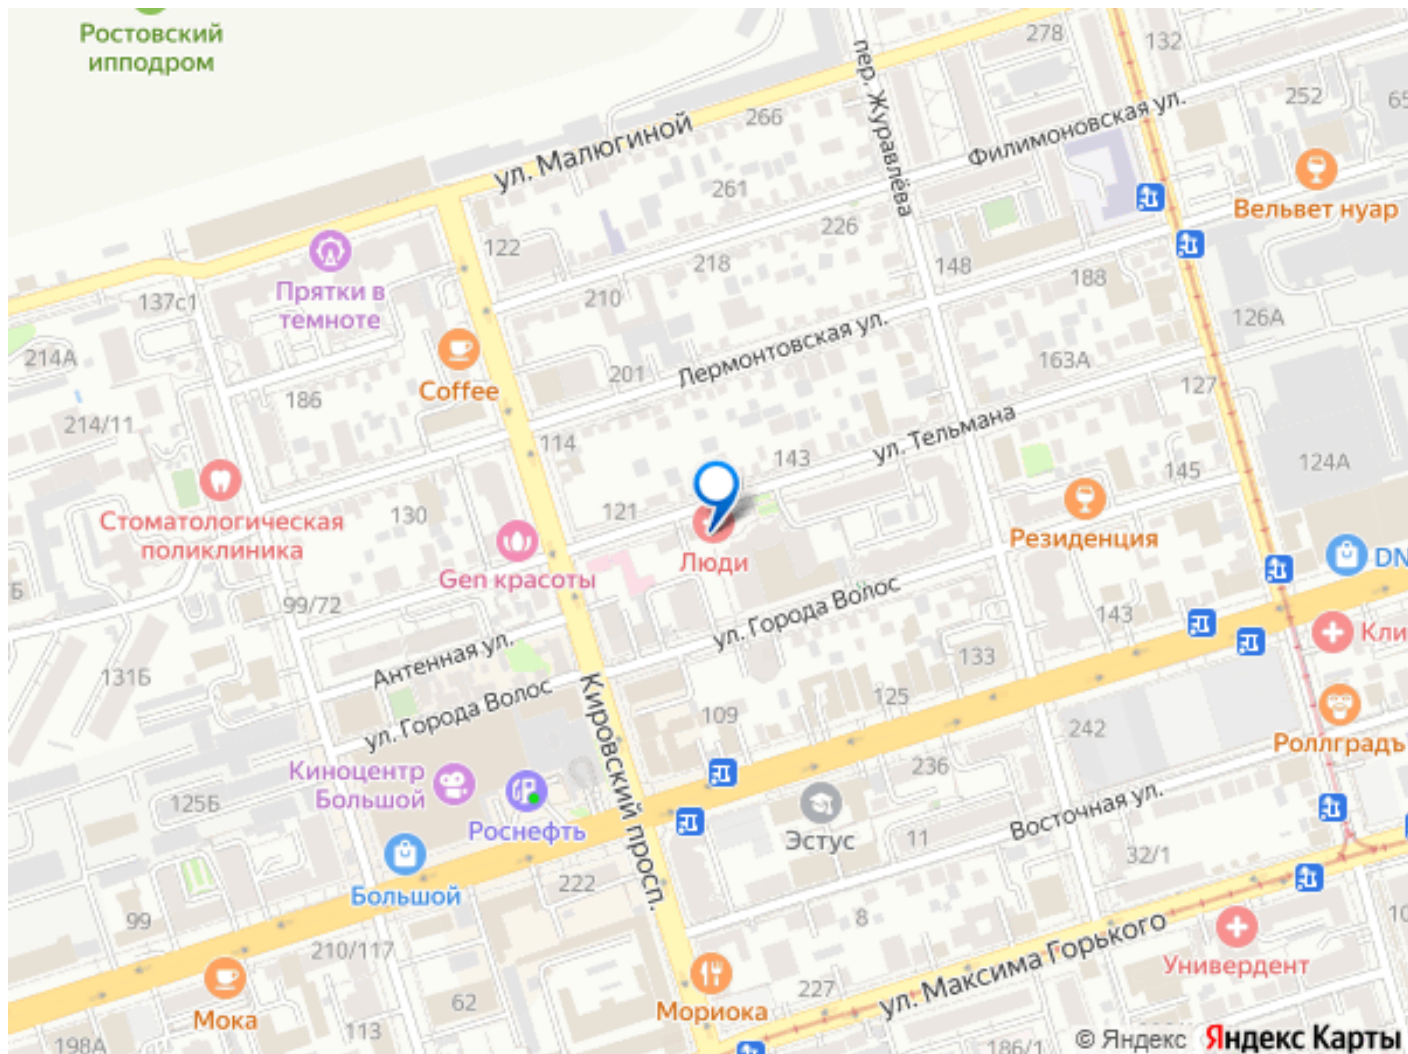 Ростовский
ипподром
278
132
252
65
пер. Журавлёва
Филимоновская ул.
266
ул. Малюгиной
261
226
Вельвет нуар
122
218
148
188
137с1
Прятки в
темноте
210
126А
Лермонтовская ул.
214А
Coffee
201
163А
127
186
214/11
114
ул. Тельмана
143
145
124А
Стоматологическая
поликлиника
130
121
Люди
Резиденция
DN
Gen красоты
Б
99/72
ул. Города Волос
143
Кли
Антенная ул.
133
131Б
ул. Города Волос
Кировский просп.
125
109
242
Роллградъ
Киноцентр
Большой
236
125Б
Роснефть
Восточная ул.
Эстус
11
32/1
Большой
222
99
8
10
210/117
ул. Максима Горького
Универдент
62
Мориока
227
Мока
113
198А
186/1
© Яндекс Яндекс Карты